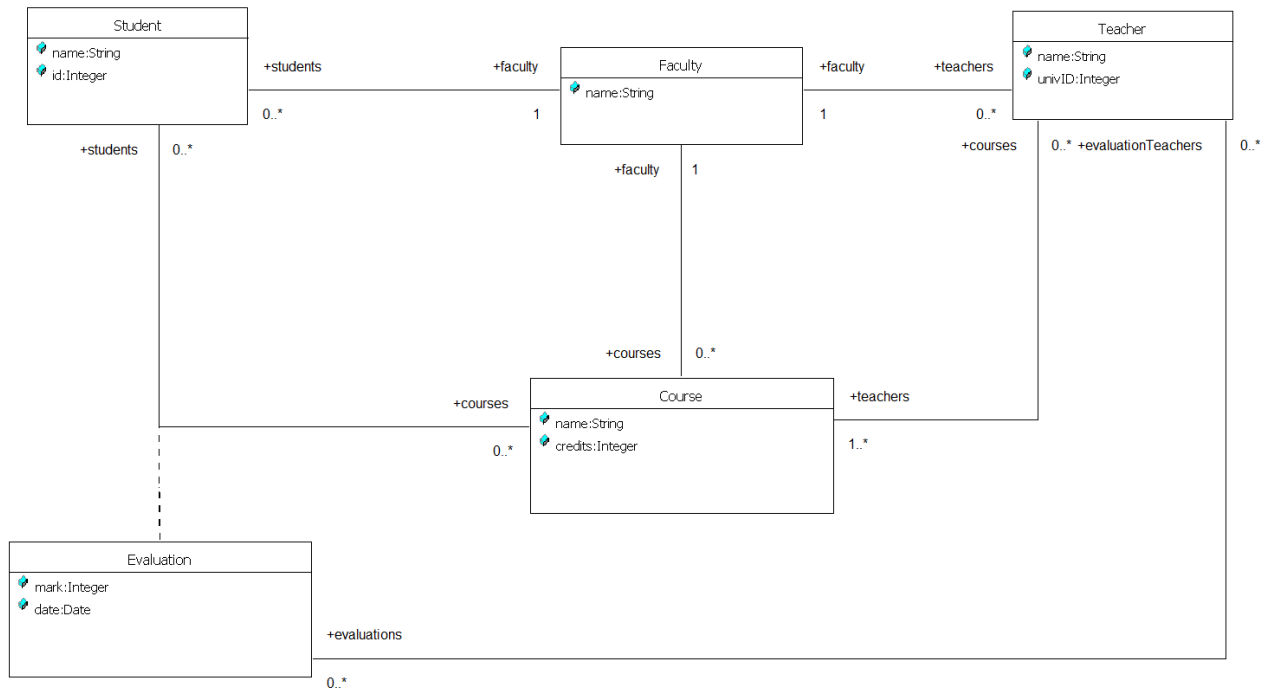 Student
name:String
id:Integer
+students
0..*
+faculty
1
Faculty
name:String
+faculty
1
+teachers
0..*
Teacher
name:String
univID:Integer
+students
0..*
+faculty
1
+courses
0..*
+evaluationTeachers
0..*
+courses
0..*
+courses
0..*
Course
name:String
credits:Integer
+teachers
1..*
Evaluation
mark:Integer
date:Date
+evaluations
0..*